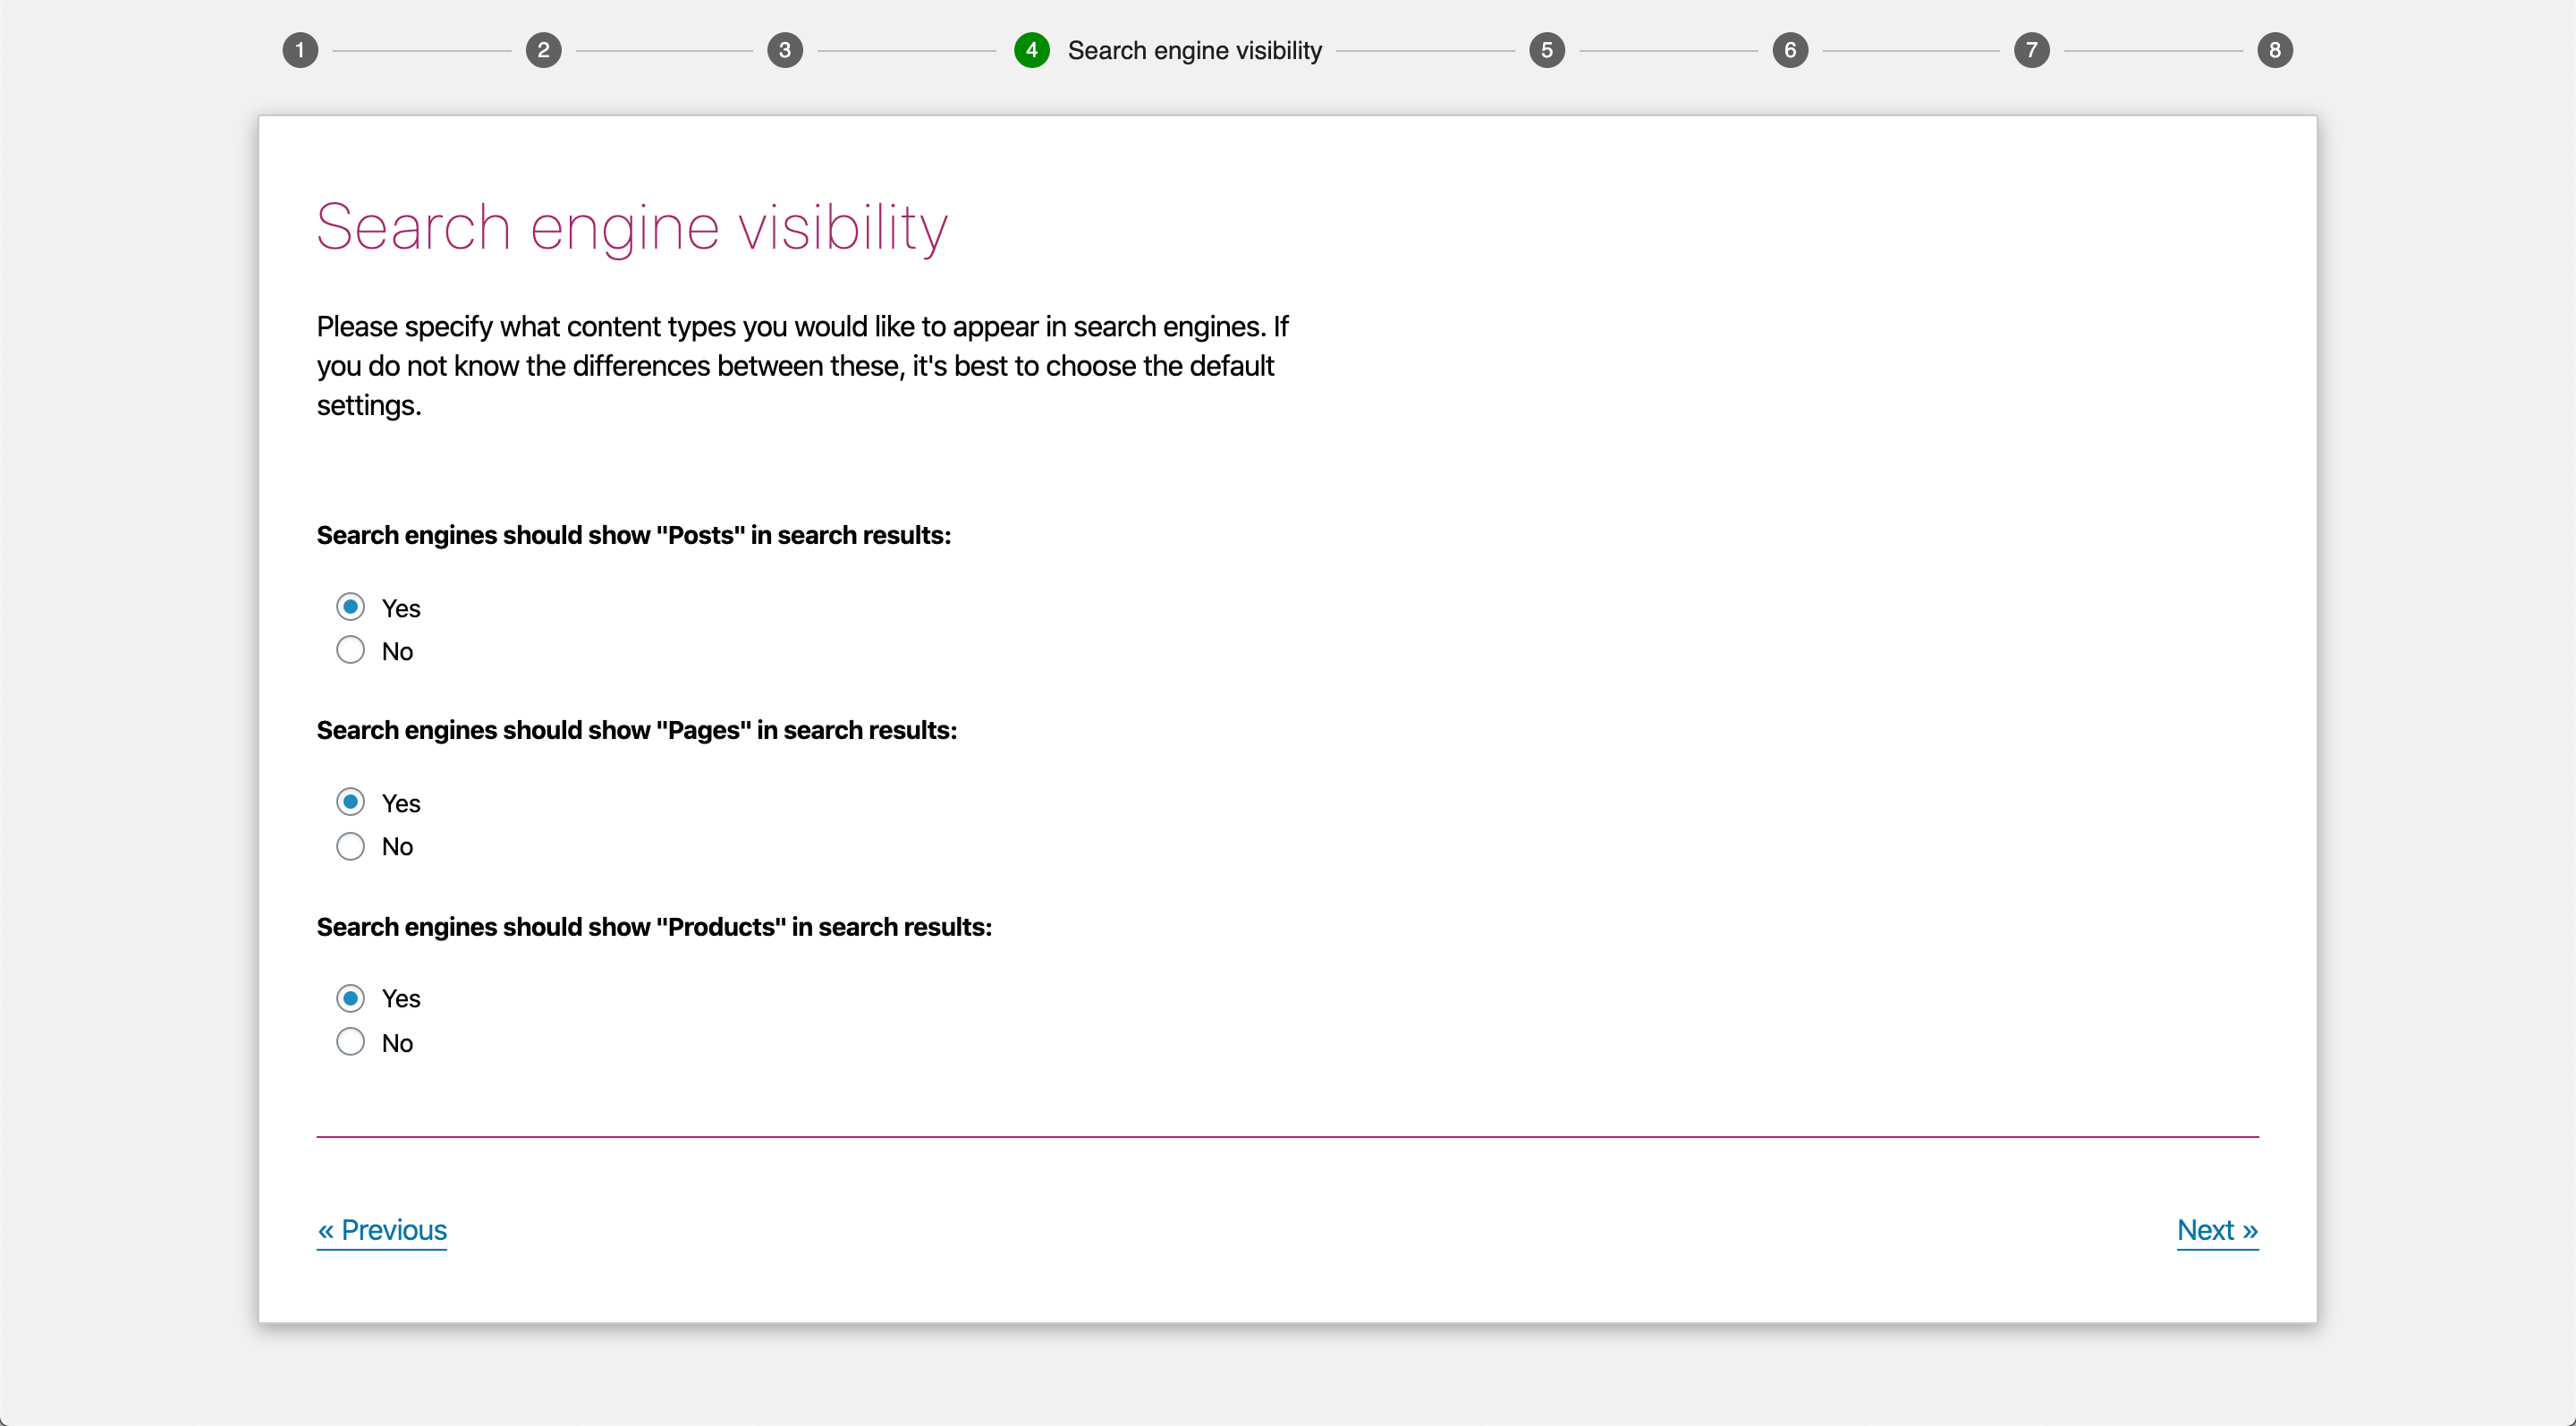 1 2 3 4 Search engine visibility 5 6 7 8
Search engine visibility
Please specify what content types you would like to appear in search engines. If
you do not know the differences between these, it's best to choose the default
settings.
Search engines should show "Posts" in search results:
Yes
No
Search engines should show "Pages" in search results:
Yes
No
Search engines should show "Products" in search results:
Yes
No
« Previous
Next »